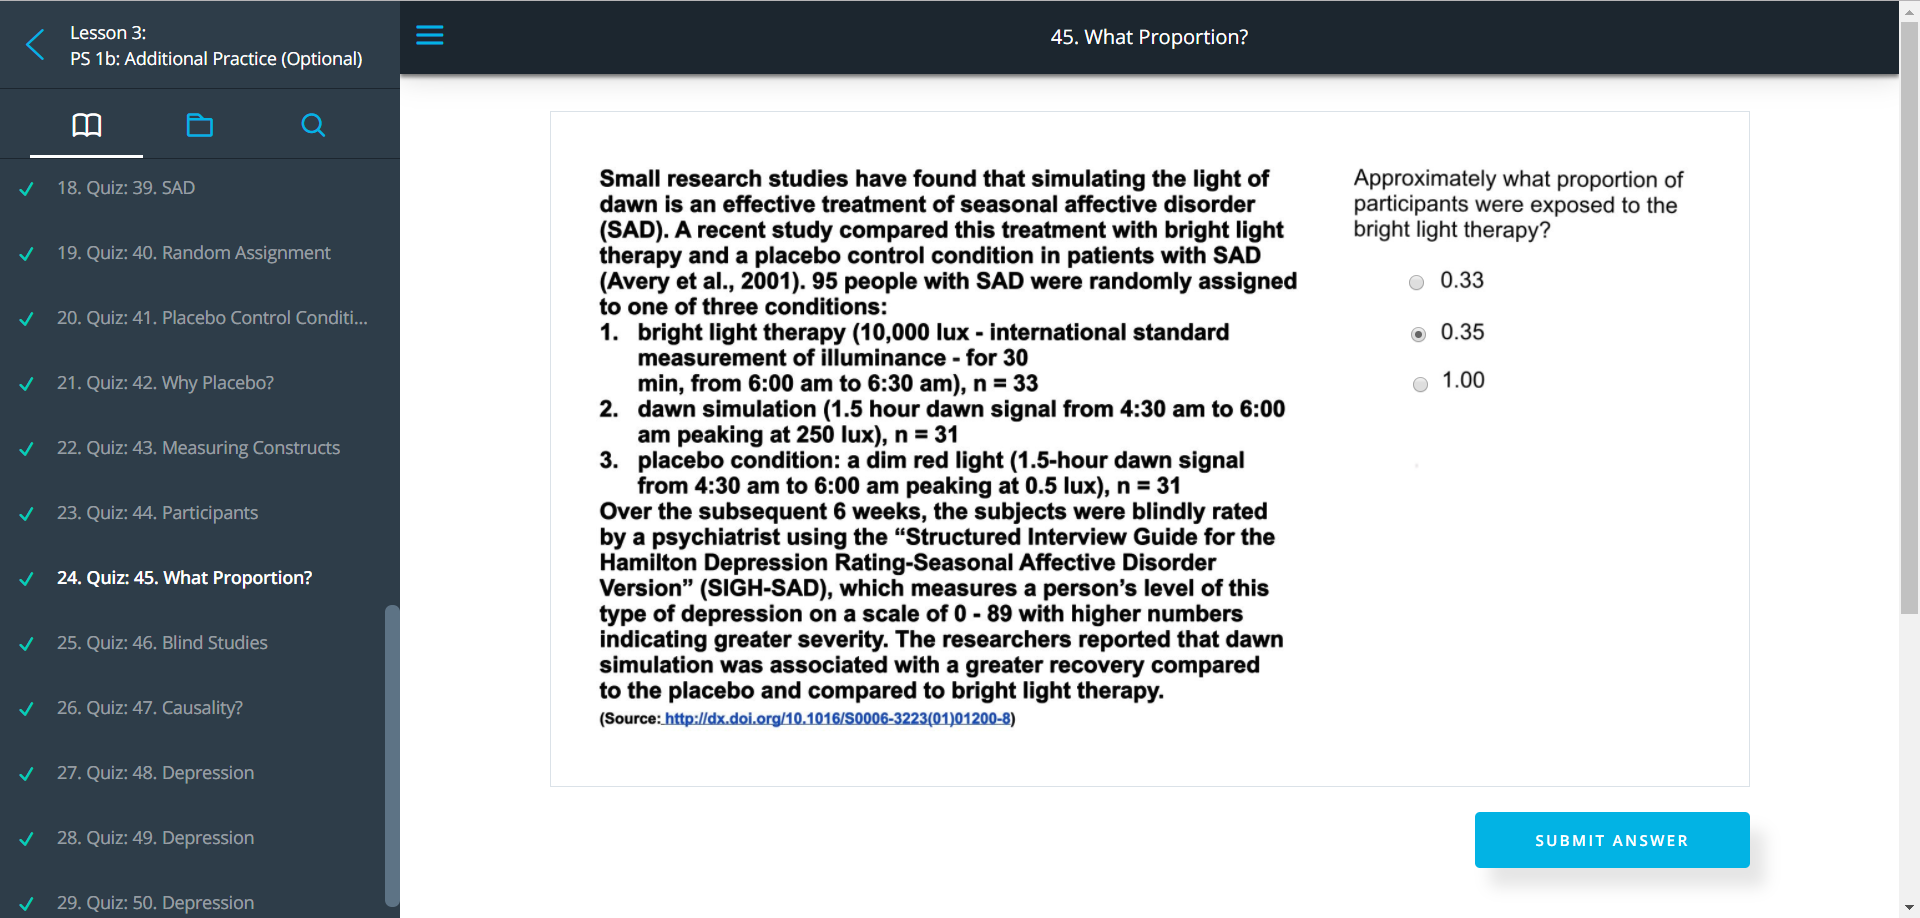 Lesson 3:
PS 1b: Additional Practice (Optional)
18. Quiz: 39. SAD
19. Quiz: 40. Random Assignment
20. Quiz: 41. Placebo Control Conditi...
21. Quiz: 42. Why Placebo?
22. Quiz: 43. Measuring Constructs
23. Quiz: 44. Participants
24. Quiz: 45. What Proportion?
25. Quiz: 46. Blind Studies
26. Quiz: 47. Causality?
27. Quiz: 48. Depression
28. Quiz: 49. Depression
29. Quiz: 50. Depression
45. What Proportion?
Small research studies have found that simulating the light of
dawn is an effective treatment of seasonal affective disorder
(SAD). A recent study compared this treatment with bright light
therapy and a placebo control condition in patients with SAD
(Avery et al., 2001). 95 people with SAD were randomly assigned
to one of three conditions:
1. bright light therapy (10,000 lux - international standard
measurement of illuminance - for 30
min, from 6:00 am to 6:30 am), n = 33
2. dawn simulation (1.5 hour dawn signal from 4:30 am to 6:00
am peaking at 250 lux), n = 31
3. placebo condition: a dim red light (1.5-hour dawn signal
from 4:30 am to 6:00 am peaking at 0.5 lux), n = 31
Over the subsequent 6 weeks, the subjects were blindly rated
by a psychiatrist using the “Structured Interview Guide for the
Hamilton Depression Rating-Seasonal Affective Disorder
Version” (SIGH-SAD), which measures a person’s level of this
type of depression on a scale of 0 - 89 with higher numbers
indicating greater severity. The researchers reported that dawn
simulation was associated with a greater recovery compared
to the placebo and compared to bright light therapy.
(Source: http://dx.doi.org/10.1016/S0006-3223(01)01200-8)
Approximately what proportion of
participants were exposed to the
bright light therapy?
0.33
0.35
1.00
SUBMIT ANSWER